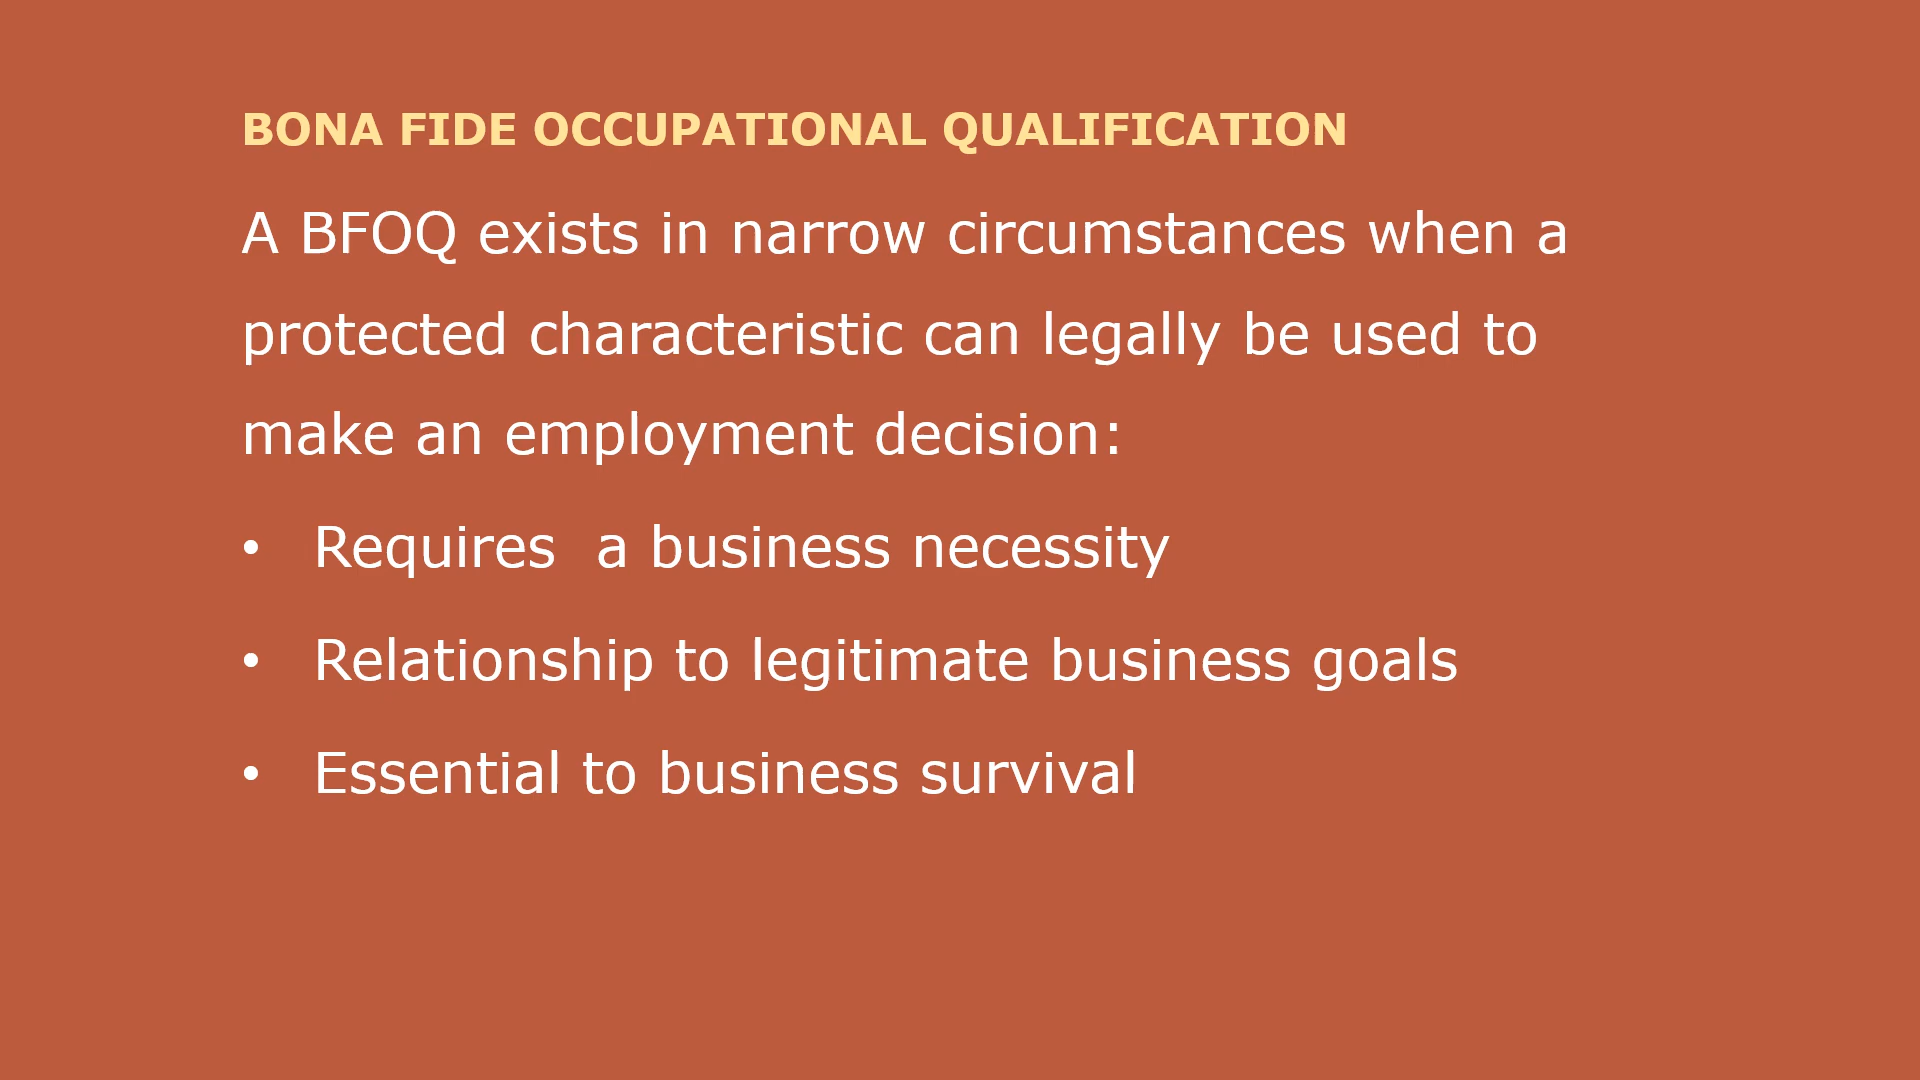 BONA FIDE OCCUPATIONAL QUALIFICATION
A BFOQ exists in narrow circumstances when a
protected characteristic can legally be used to
make an employment decision:
• Requires  a business necessity
• Relationship to legitimate business goals
• Essential to business survival